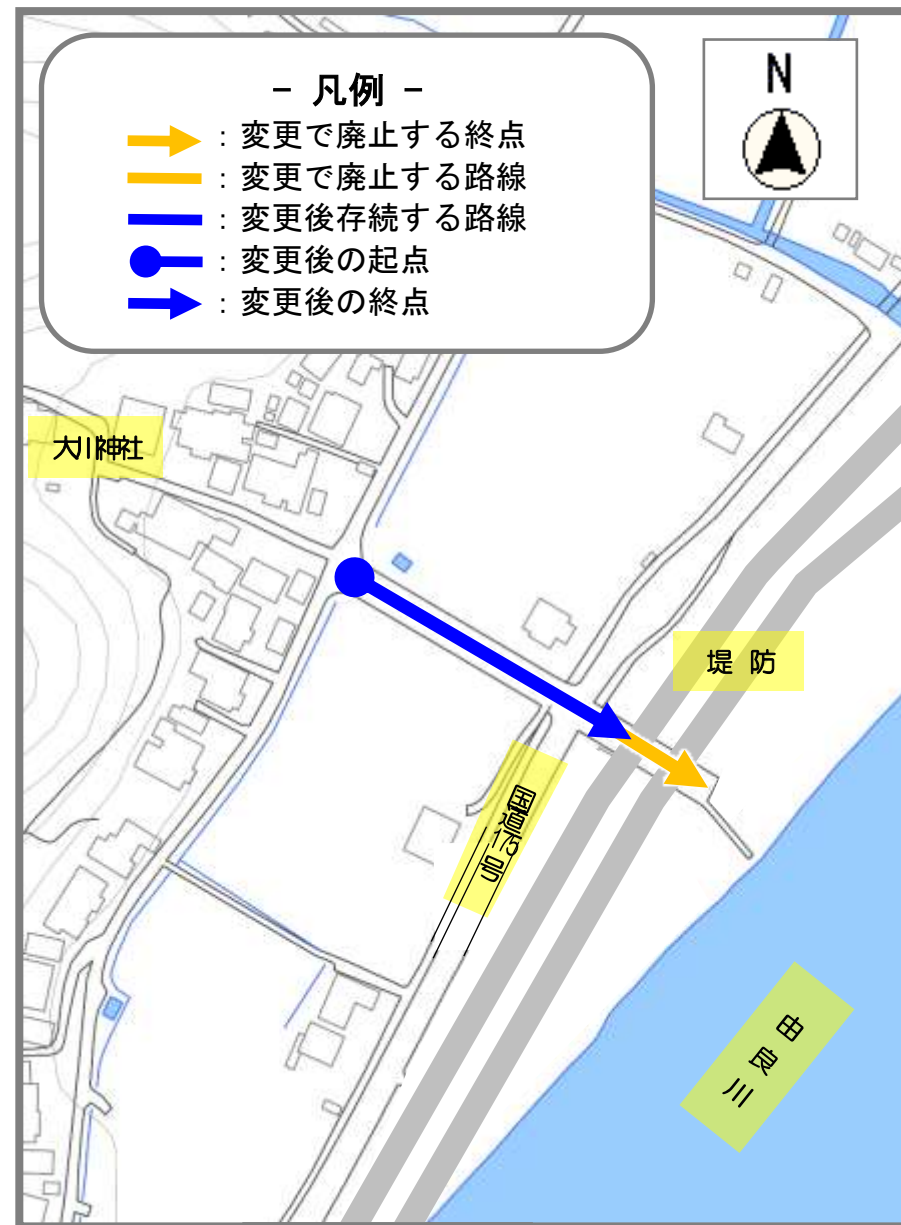 - 凡例 -
：変更で廃止する終点
：変更で廃止する路線
：変更後存続する路線
：変更後の起点
：変更後の終点
N
大川神社
堤 防
国道175号
由良川